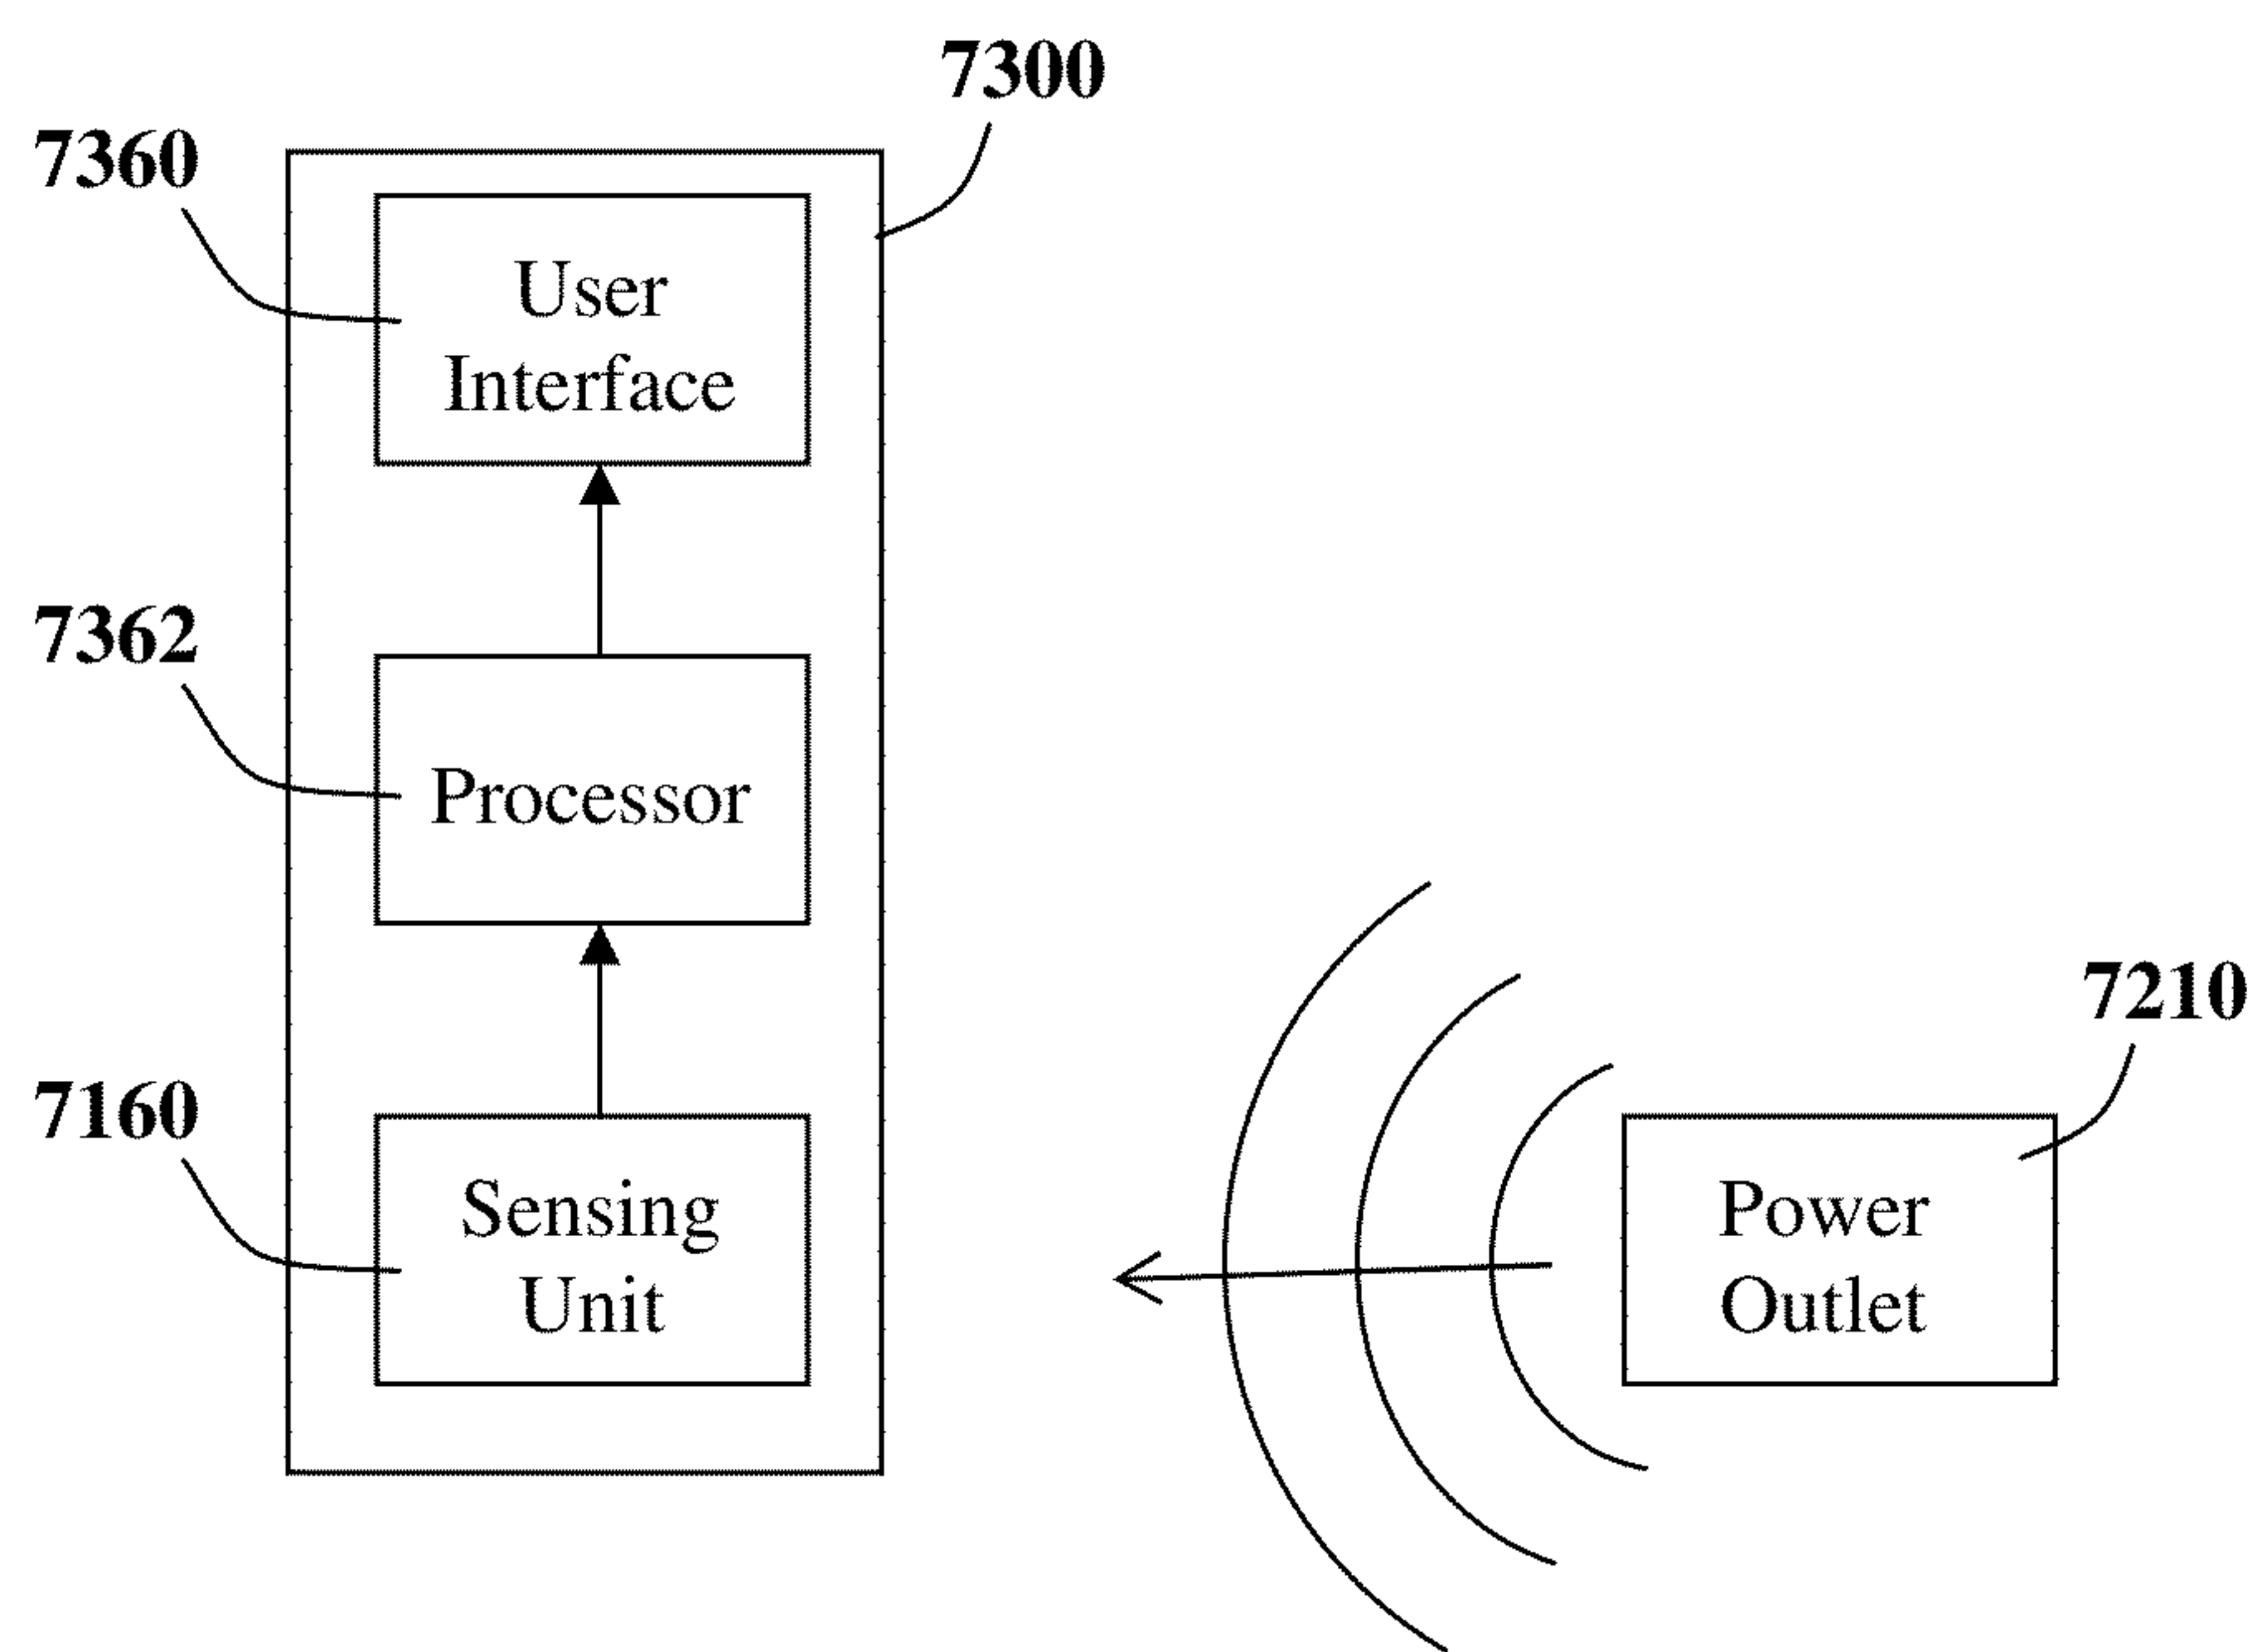 7300
7360
User
Interface
7362
Processor
7210
7160
Sensing
Unit
Power
Outlet